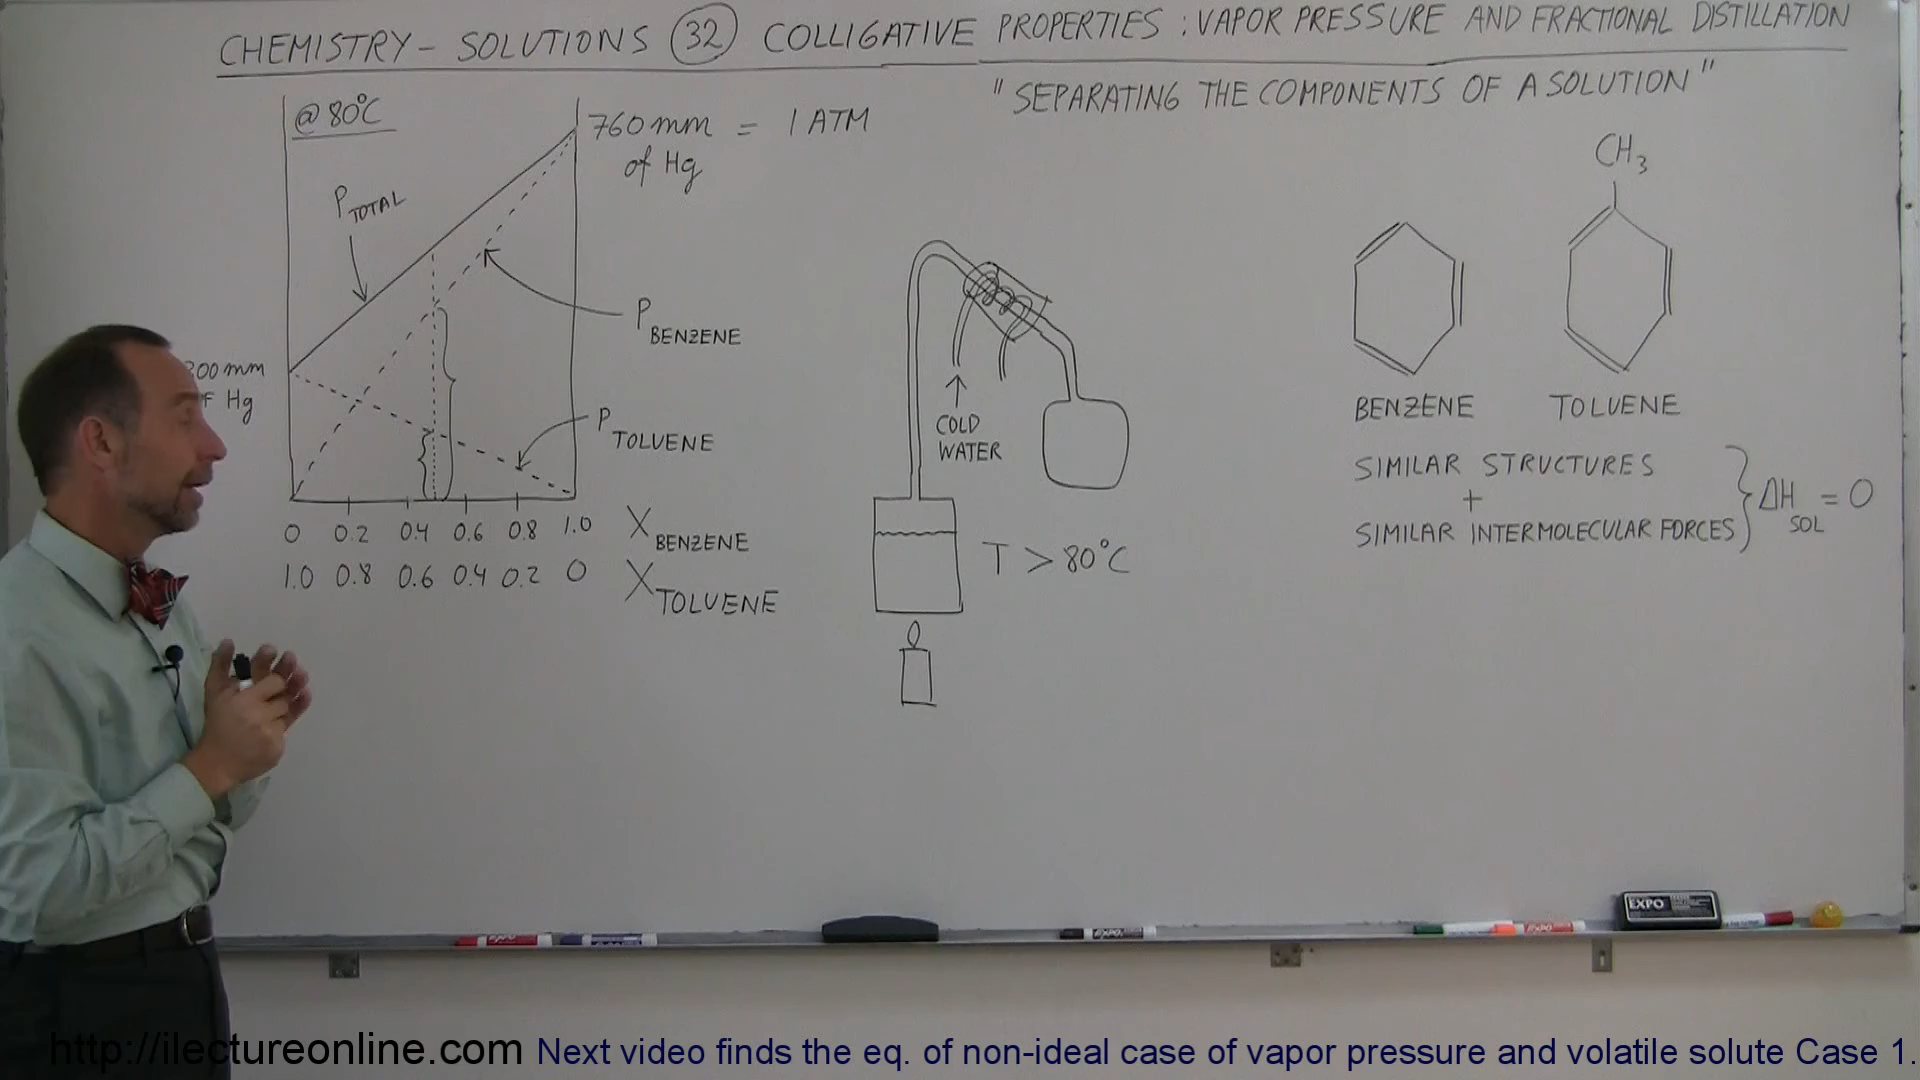 CHEMISTRY - SOLUTIONS 32 COLLIGATIVE PROPERTIES : VAPOR PRESSURE AND FRACTIONAL DISTILLATION
"SEPARATING THE COMPONENTS OF A SOLUTION"
@ 80°C
760 mm = 1 ATM
of Hg
P TOTAL
P BENZENE
00 mm
Hg
P TOLUENE
0 0.2 0.4 0.6 0.8 1.0 X BENZENE
1.0 0.8 0.6 0.4 0.2 0 X TOLUENE
COLD
WATER
T > 80°C
CH3
BENZENE TOLUENE
SIMILAR STRUCTURES
+
SIMILAR INTERMOLECULAR FORCES
ΔH SOL = 0
EXPO
EXPO
http://ilectureonline.com Next video finds the eq. of non-ideal case of vapor pressure and volatile solute Case 1.